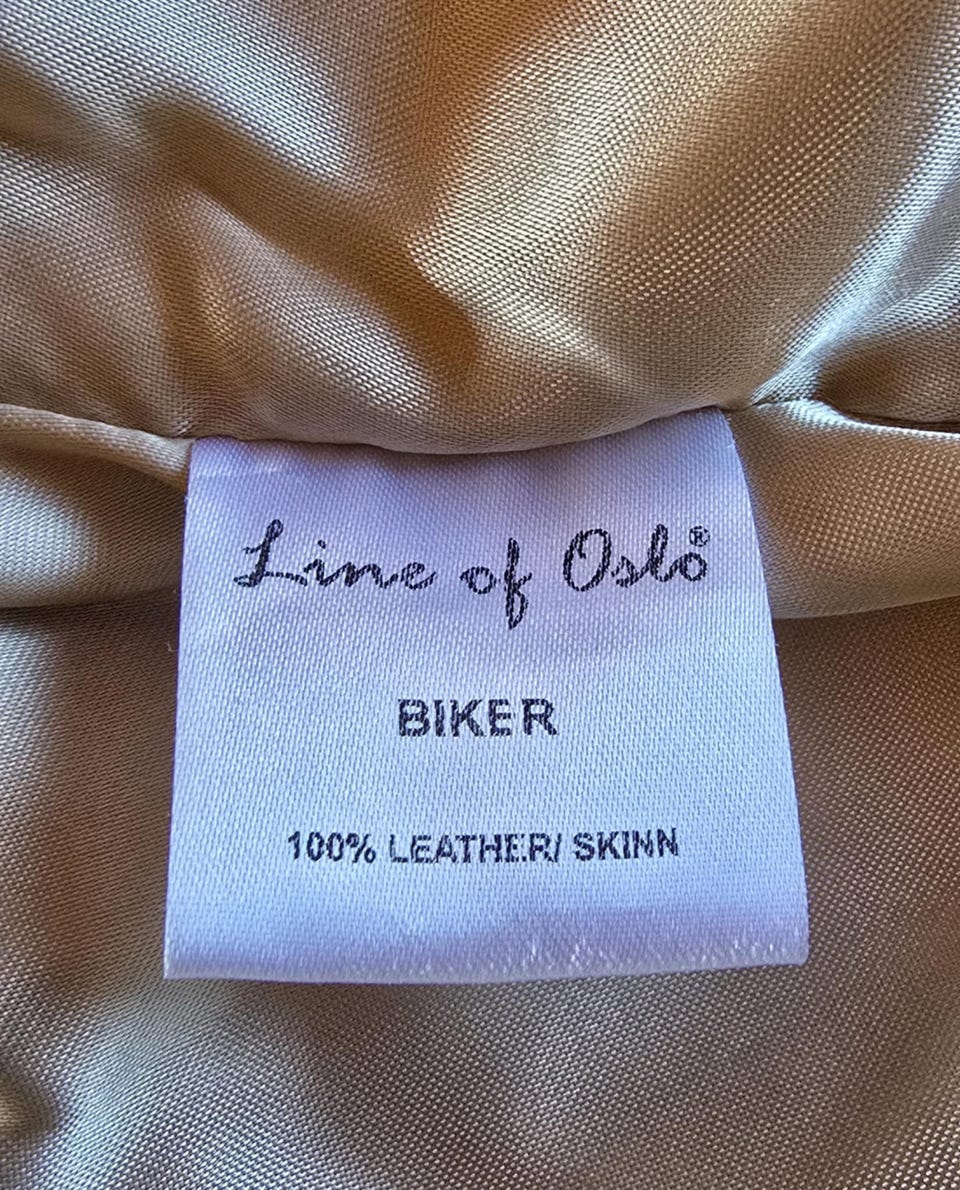 Line of Oslo®
BIKER
100% LEATHER/ SKINN